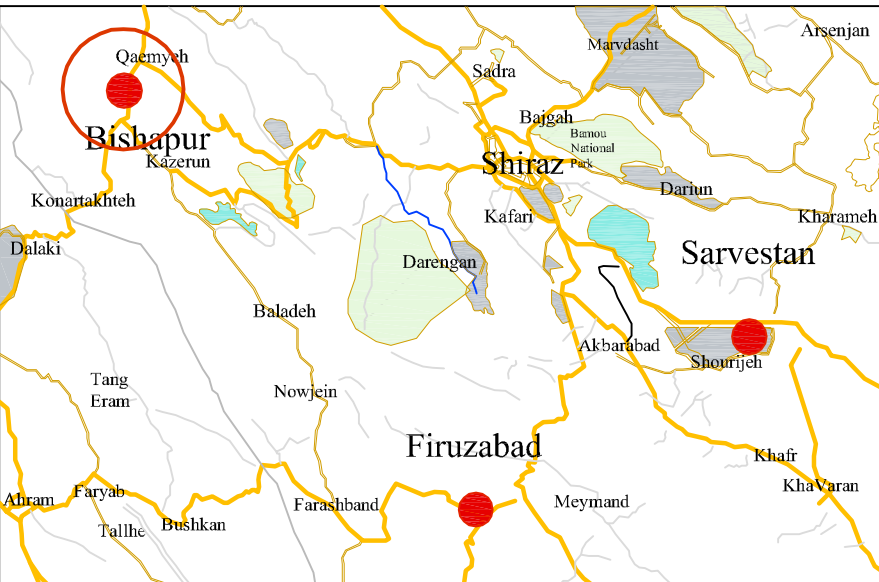 Arsenjan
Marvdasht
Qaemyeh
Sadra
Bajgah
Bamou
National
Park
Bishapur
Kazerun
Shiraz
Dariun
Konartakhteh
Kafari
Kharameh
Dalaki
Sarvestan
Darengan
Baladeh
Akbarabad
Shourijeh
Tang
Eram
Nowjein
Firuzabad
Khafr
KhaVaran
Faryab
Ahram
Farashband
Meymand
Bushkan
Tallhe